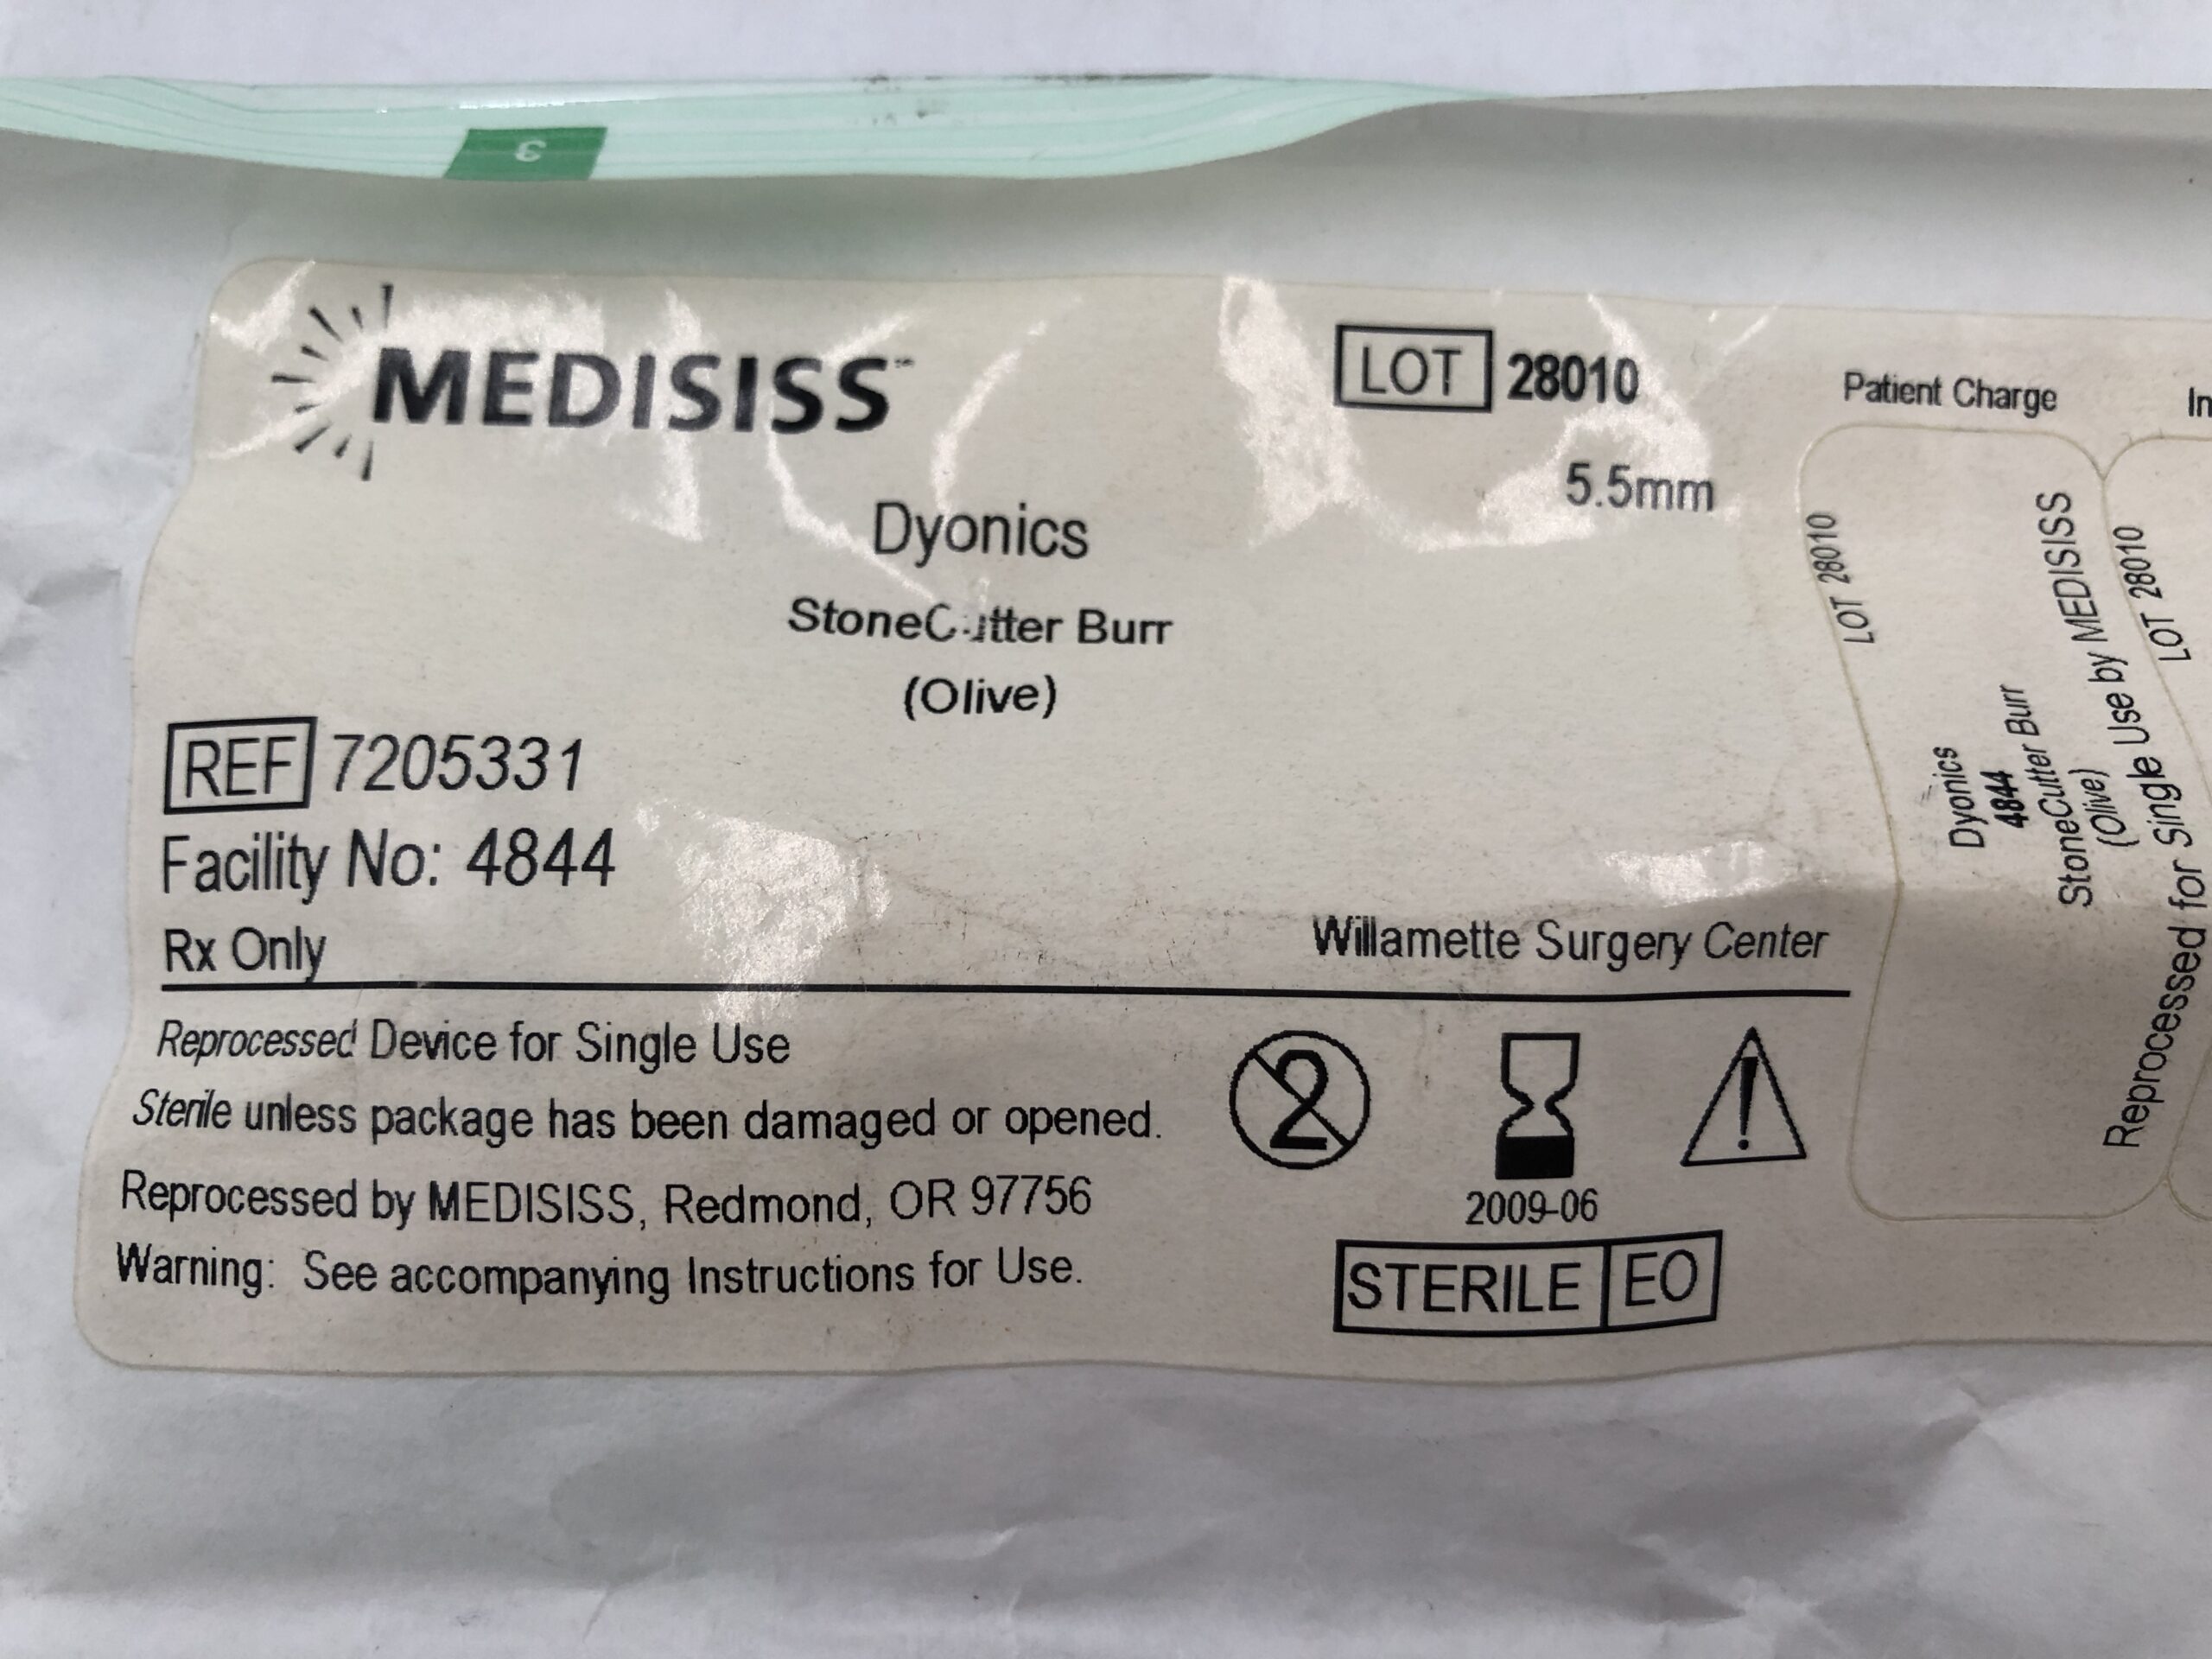 3
MEDISISS™
LOT 28010
5.5mm
Dyonics
StoneCutter Burr
(Olive)
REF 7205331
Facility No: 4844
Rx Only
Willamette Surgery Center
Reprocessed Device for Single Use
Sterile unless package has been damaged or opened.
Reprocessed by MEDISISS, Redmond, OR 97756
Warning: See accompanying Instructions for Use.
2
2009-06
STERILE EO
Patient Charge
LOT 28010
Dyonics
4844
StoneCutter Burr
(Olive)
Reprocessed for Single Use by MEDISISS
In
LOT 28010